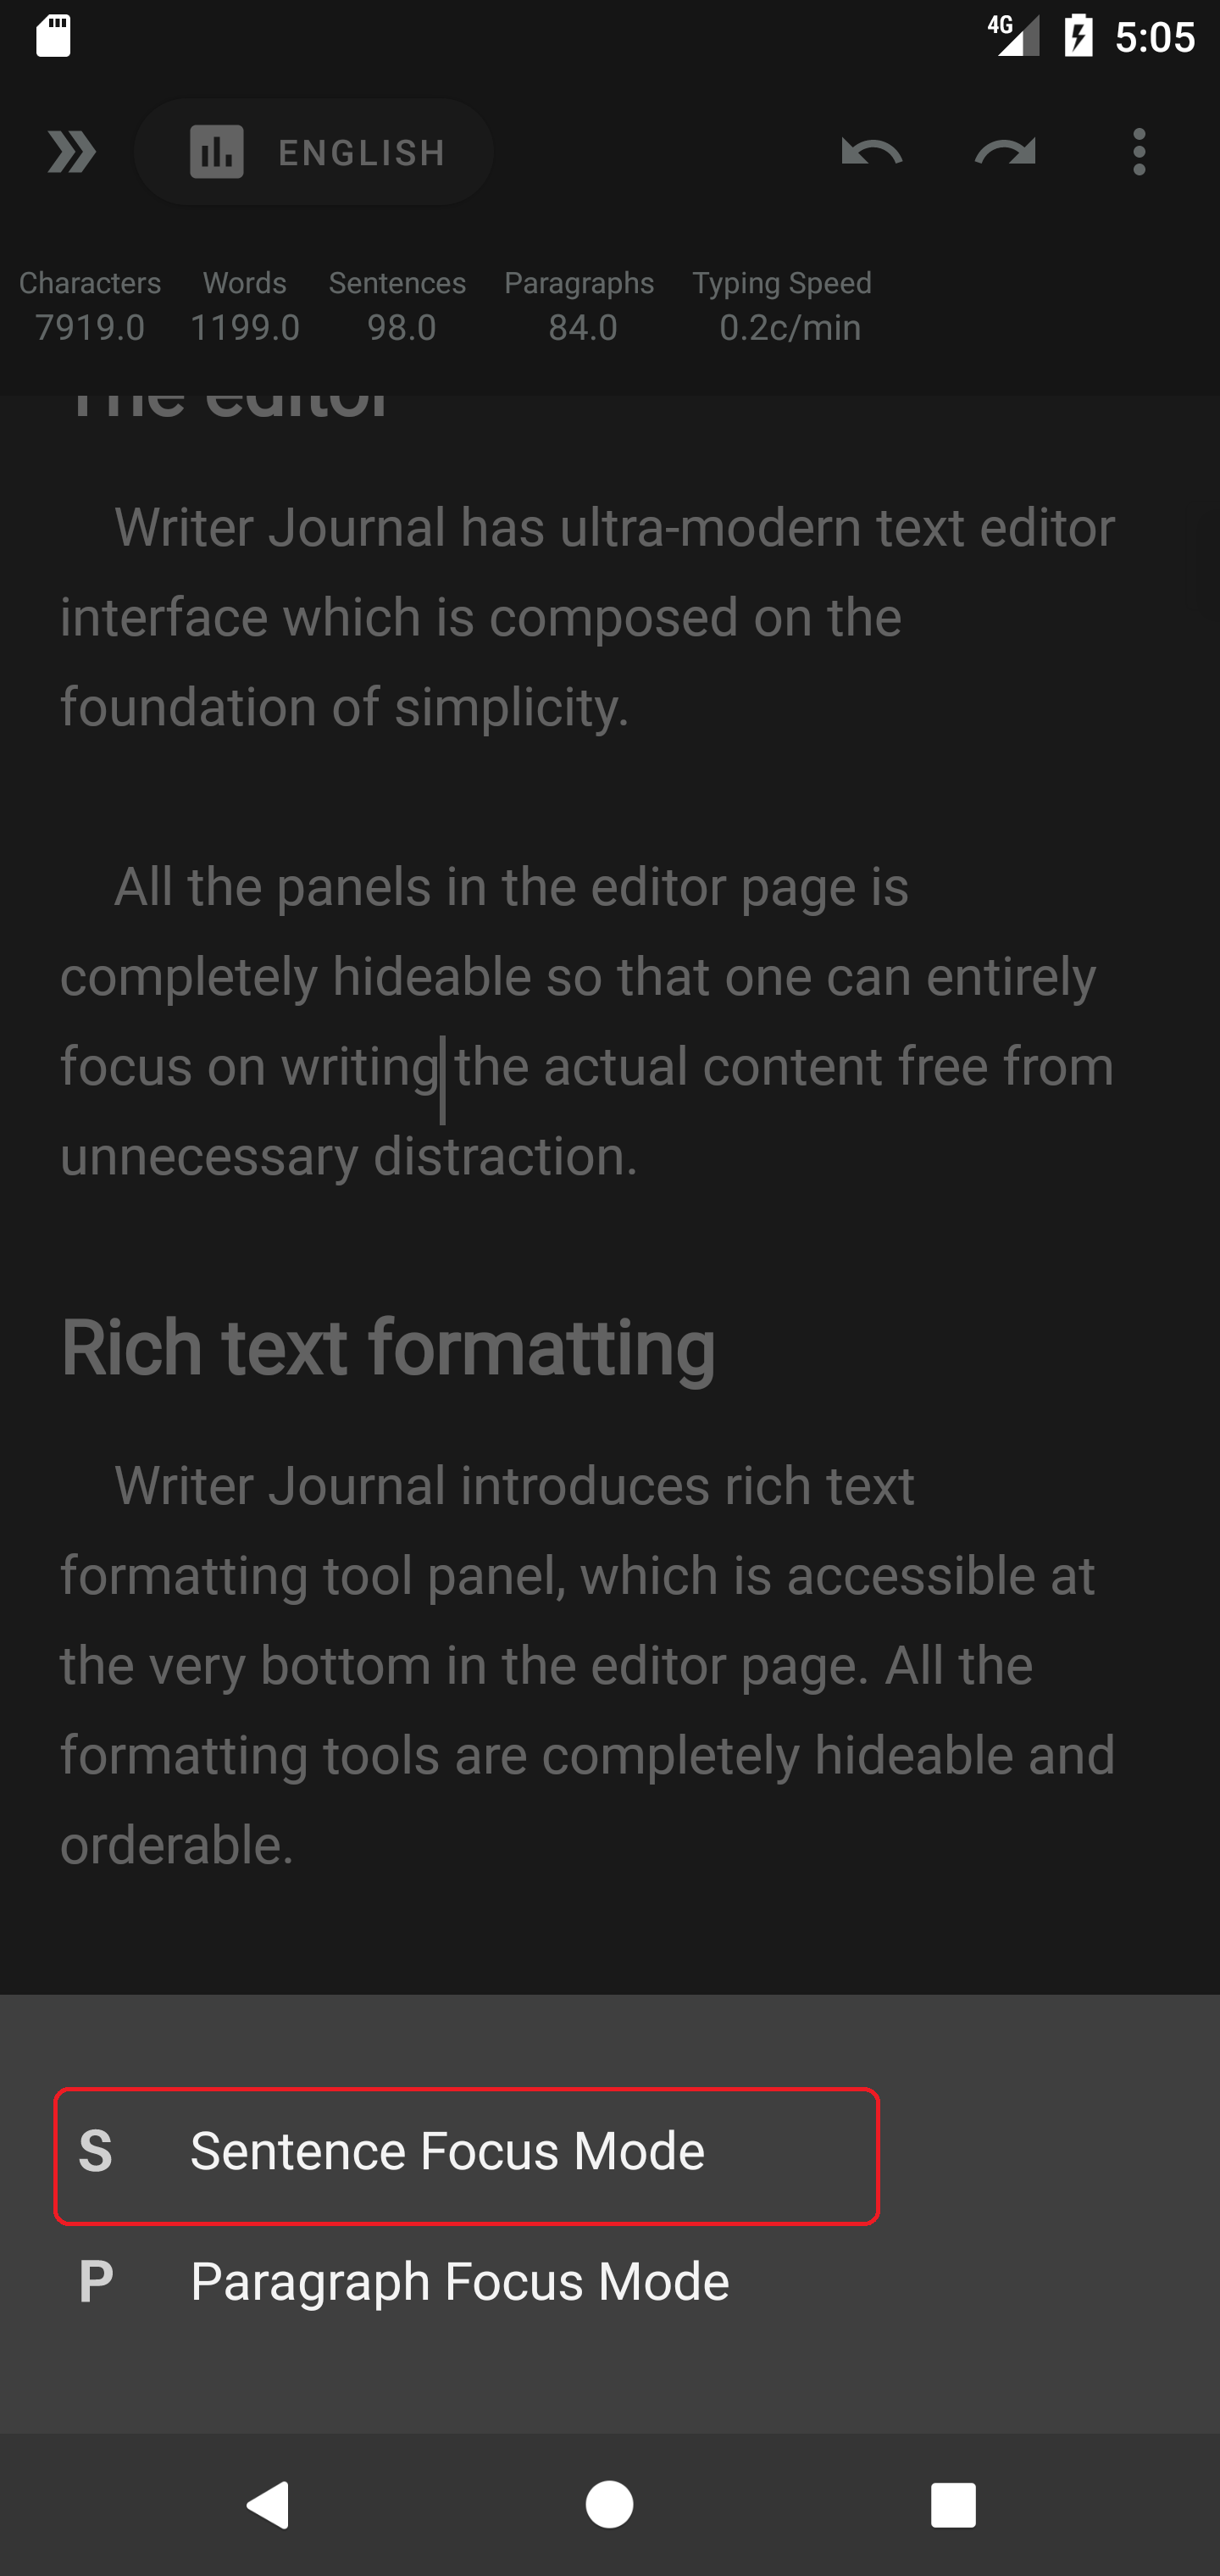 4G 5:05
ENGLISH
Characters Words Sentences Paragraphs Typing Speed
7919.0 1199.0 98.0 84.0 0.2c/min
The editor
Writer Journal has ultra-modern text editor
interface which is composed on the
foundation of simplicity.
All the panels in the editor page is
completely hideable so that one can entirely
focus on writing the actual content free from
unnecessary distraction.
Rich text formatting
Writer Journal introduces rich text
formatting tool panel, which is accessible at
the very bottom in the editor page. All the
formatting tools are completely hideable and
orderable.
S Sentence Focus Mode
P Paragraph Focus Mode